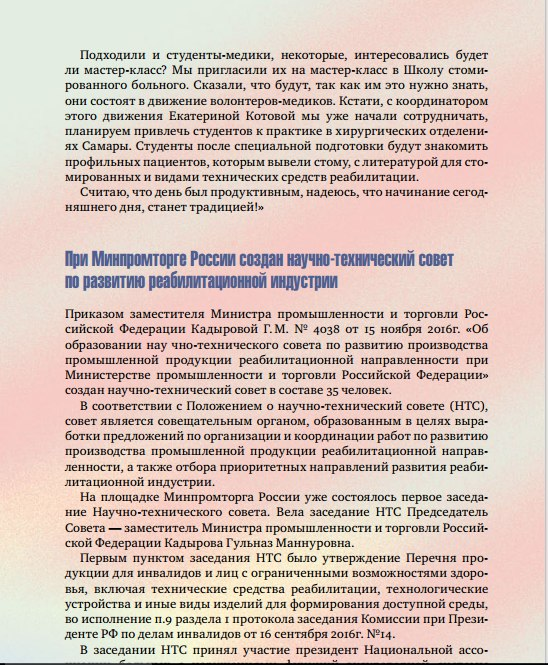 Подходили и студенты-медики, некоторые, интересовались будет
ли мастер-класс? Мы пригласили их на мастер-класс в Школу стоми-
рованного больного. Сказали, что будут, так как им это нужно знать,
они состоят в движение волонтеров-медиков. Кстати, с координатором
этого движения Екатериной Котовой мы уже начали сотрудничать,
планируем привлечь студентов к практике в хирургических отделени-
ях Самары. Студенты после специальной подготовки будут знакомить
профильных пациентов, которым вывели стому, с литературой для сто-
мированных и видами технических средств реабилитации.
Считаю, что день был продуктивным, надеюсь, что начинание сегод-
няшнего дня, станет традицией!»
При Минпромторге России создан научно-технический совет
по развитию реабилитационной индустрии
Приказом заместителя Министра промышленности и торговли Рос-
сийской Федерации Кадыровой Г.М. № 4038 от 15 ноября 2016г. «Об
образовании нау чно-технического совета по развитию производства
промышленной продукции реабилитационной направленности при
Министерстве промышленности и торговли Российской Федерации»
создан научно-технический совет в составе 35 человек.
В соответствии с Положением о научно-технический совете (НТС),
совет является совещательным органом, образованным в целях выра-
ботки предложений по организации и координации работ по развитию
производства промышленной продукции реабилитационной направ-
ленности, а также отбора приоритетных направлений развития реаби-
литационной индустрии.
На площадке Минпромторга России уже состоялось первое заседа-
ние Научно-технического совета. Вела заседание НТС Председатель
Совета — заместитель Министра промышленности и торговли Россий-
ской Федерации Кадырова Гульназ Маннуровна.
Первым пунктом заседания НТС было утверждение Перечня про-
дукции для инвалидов и лиц с ограниченными возможностями здоро-
вья, включая технические средства реабилитации, технологические
устройства и иные виды изделий для формирования доступной среды,
во исполнение п.9 раздела 1 протокола заседания Комиссии при Прези-
денте РФ по делам инвалидов от 16 сентября 2016г. №14.
В заседании НТС принял участие президент Национальной ассо-